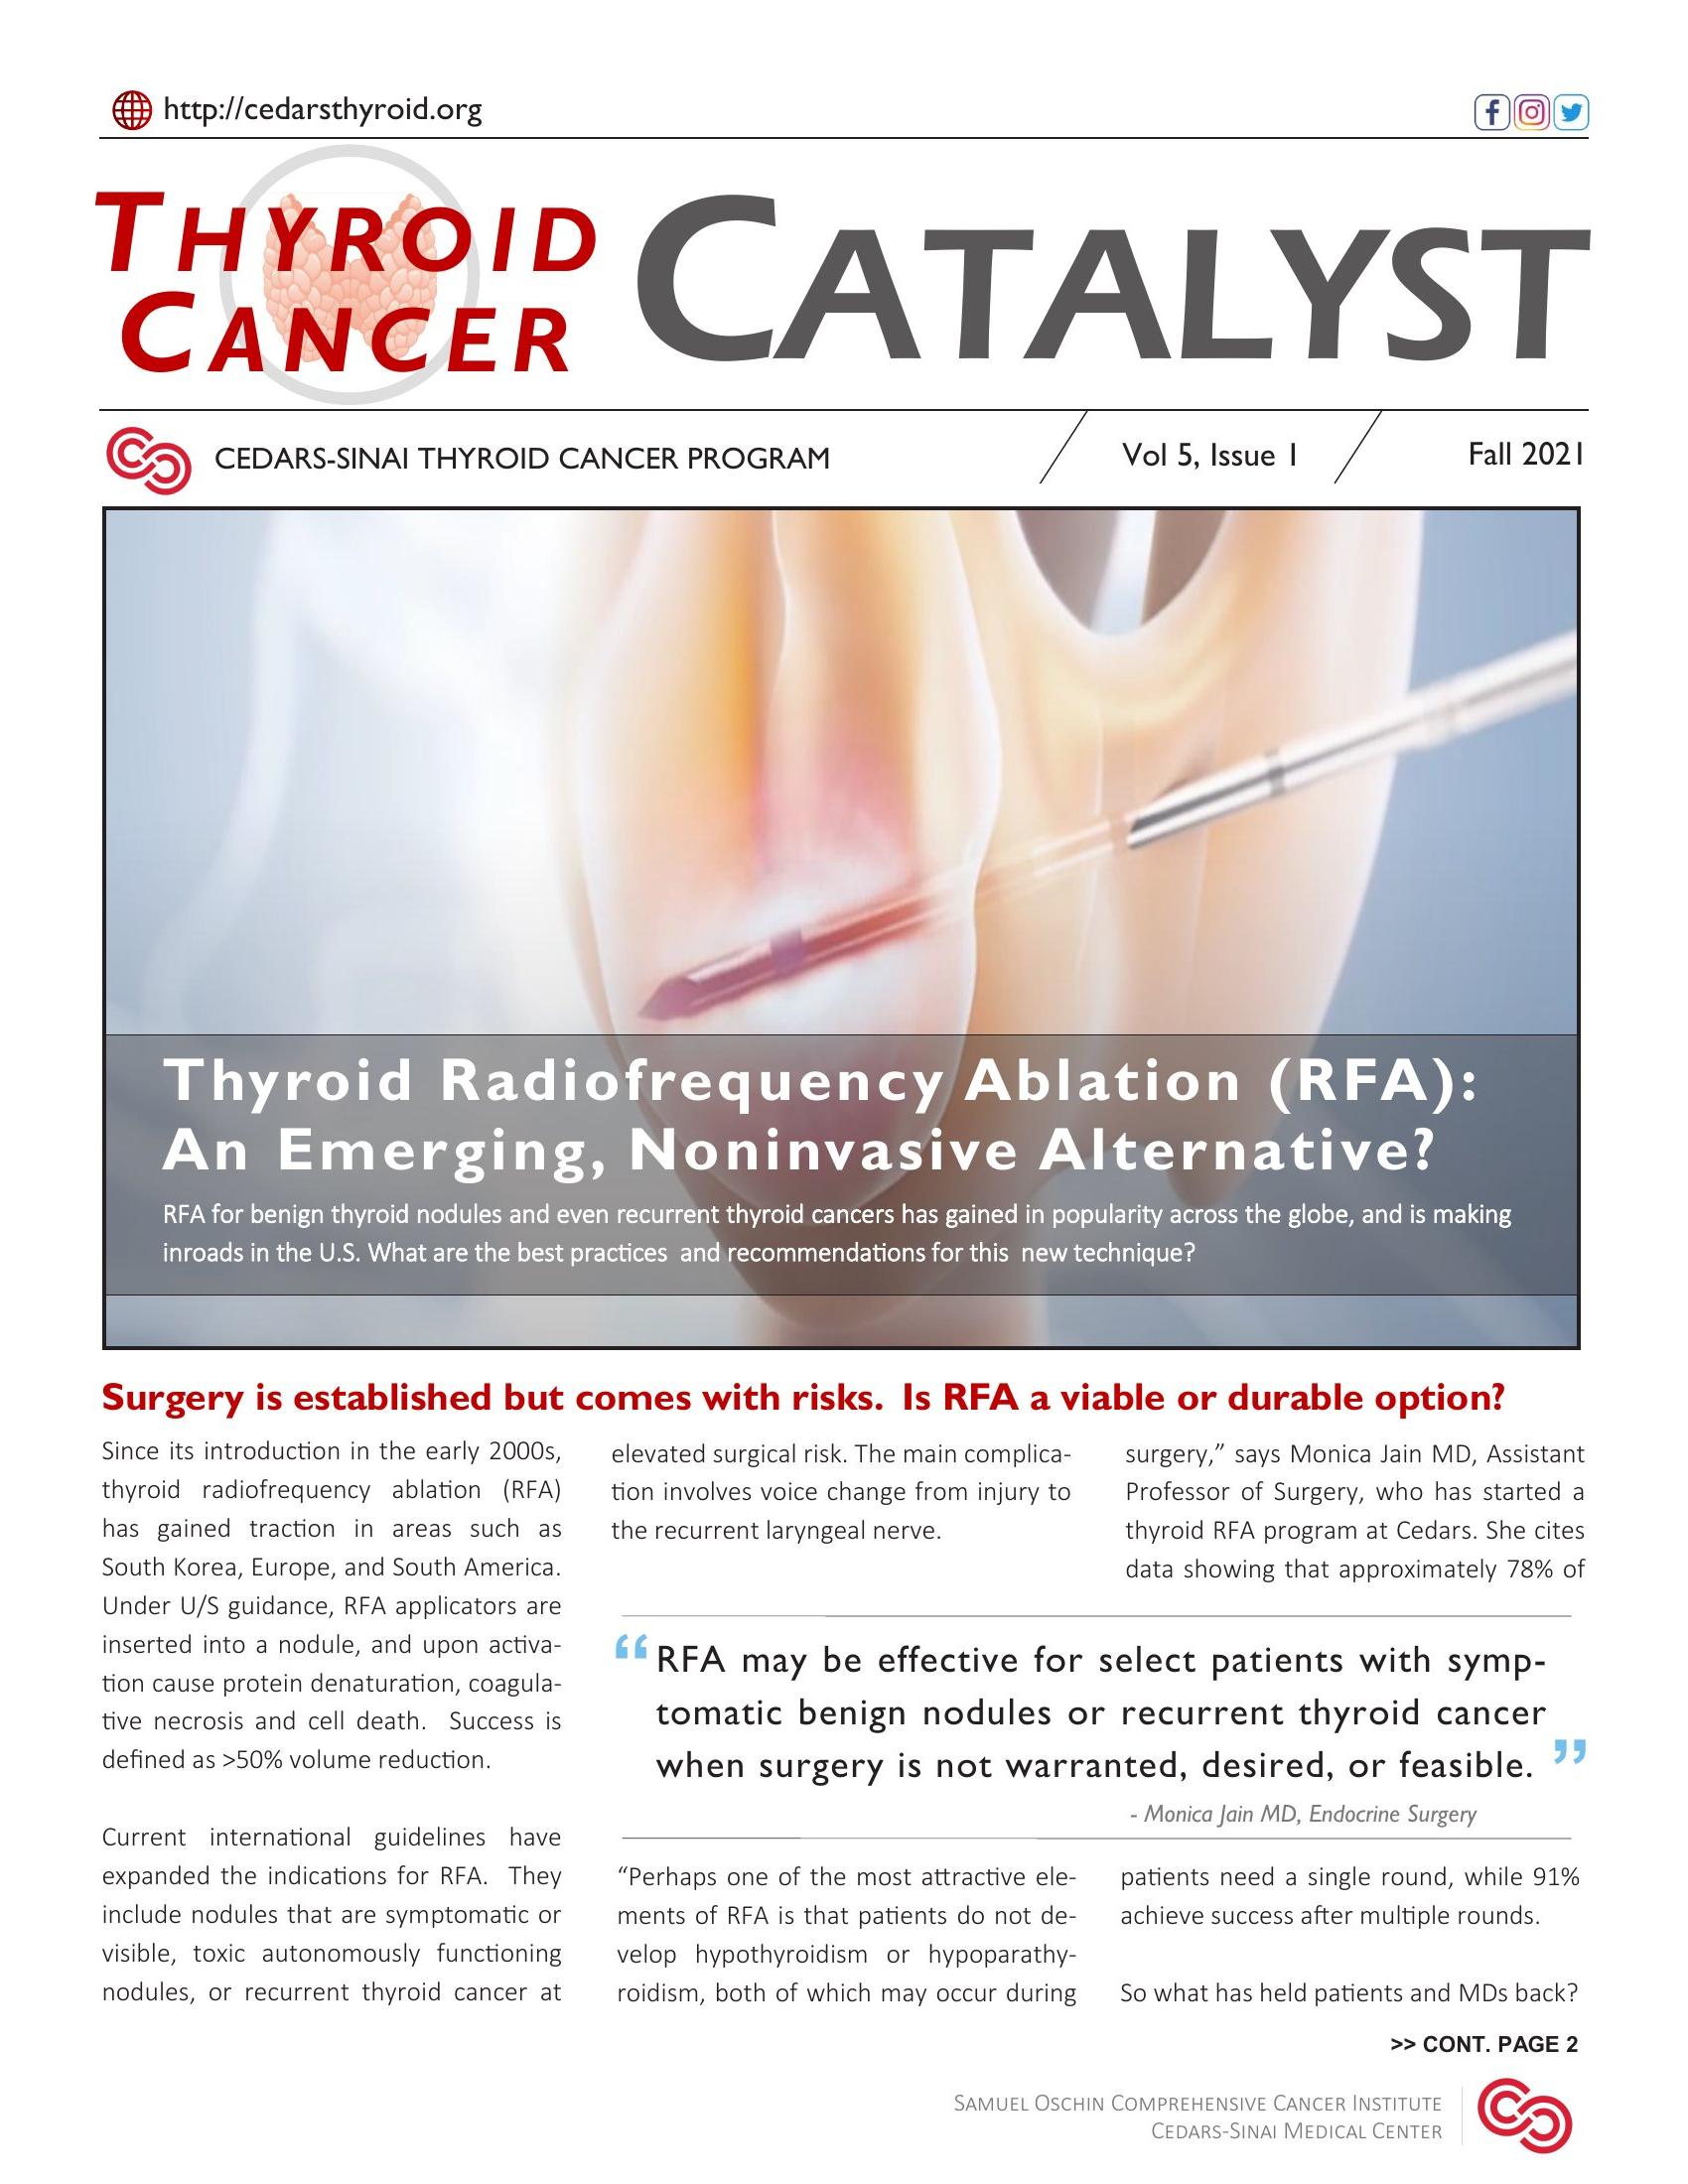 http://cedarsthyroid.org
THYROID
CANCER
CATALYST
CEDARS-SINAI THYROID CANCER PROGRAM
Vol 5, Issue 1
Fall 2021
Thyroid Radiofrequency Ablation (RFA):
An Emerging, Noninvasive Alternative?
RFA for benign thyroid nodules and even recurrent thyroid cancers has gained in popularity across the globe, and is making
inroads in the U.S. What are the best practices and recommendations for this new technique?
Surgery is established but comes with risks. Is RFA a viable or durable option?
Since its introduction in the early 2000s,
thyroid radiofrequency ablation (RFA)
has gained traction in areas such as
South Korea, Europe, and South America.
Under U/S guidance, RFA applicators are
inserted into a nodule, and upon activa-
tion cause protein denaturation, coagula-
tive necrosis and cell death. Success is
defined as >50% volume reduction.
Current international guidelines have
expanded the indications for RFA. They
include nodules that are symptomatic or
visible, toxic autonomously functioning
nodules, or recurrent thyroid cancer at
elevated surgical risk. The main complica-
tion involves voice change from injury to
the recurrent laryngeal nerve.
“Perhaps one of the most attractive ele-
ments of RFA is that patients do not de-
velop hypothyroidism or hypoparathy-
roidism, both of which may occur during
surgery,” says Monica Jain MD, Assistant
Professor of Surgery, who has started a
thyroid RFA program at Cedars. She cites
data showing that approximately 78% of
patients need a single round, while 91%
achieve success after multiple rounds.
So what has held patients and MDs back?
“RFA may be effective for select patients with symp-
tomatic benign nodules or recurrent thyroid cancer
when surgery is not warranted, desired, or feasible.”
- Monica Jain MD, Endocrine Surgery
>> CONT. PAGE 2
SAMUEL OSCHIN COMPREHENSIVE CANCER INSTITUTE
CEDARS-SINAI MEDICAL CENTER